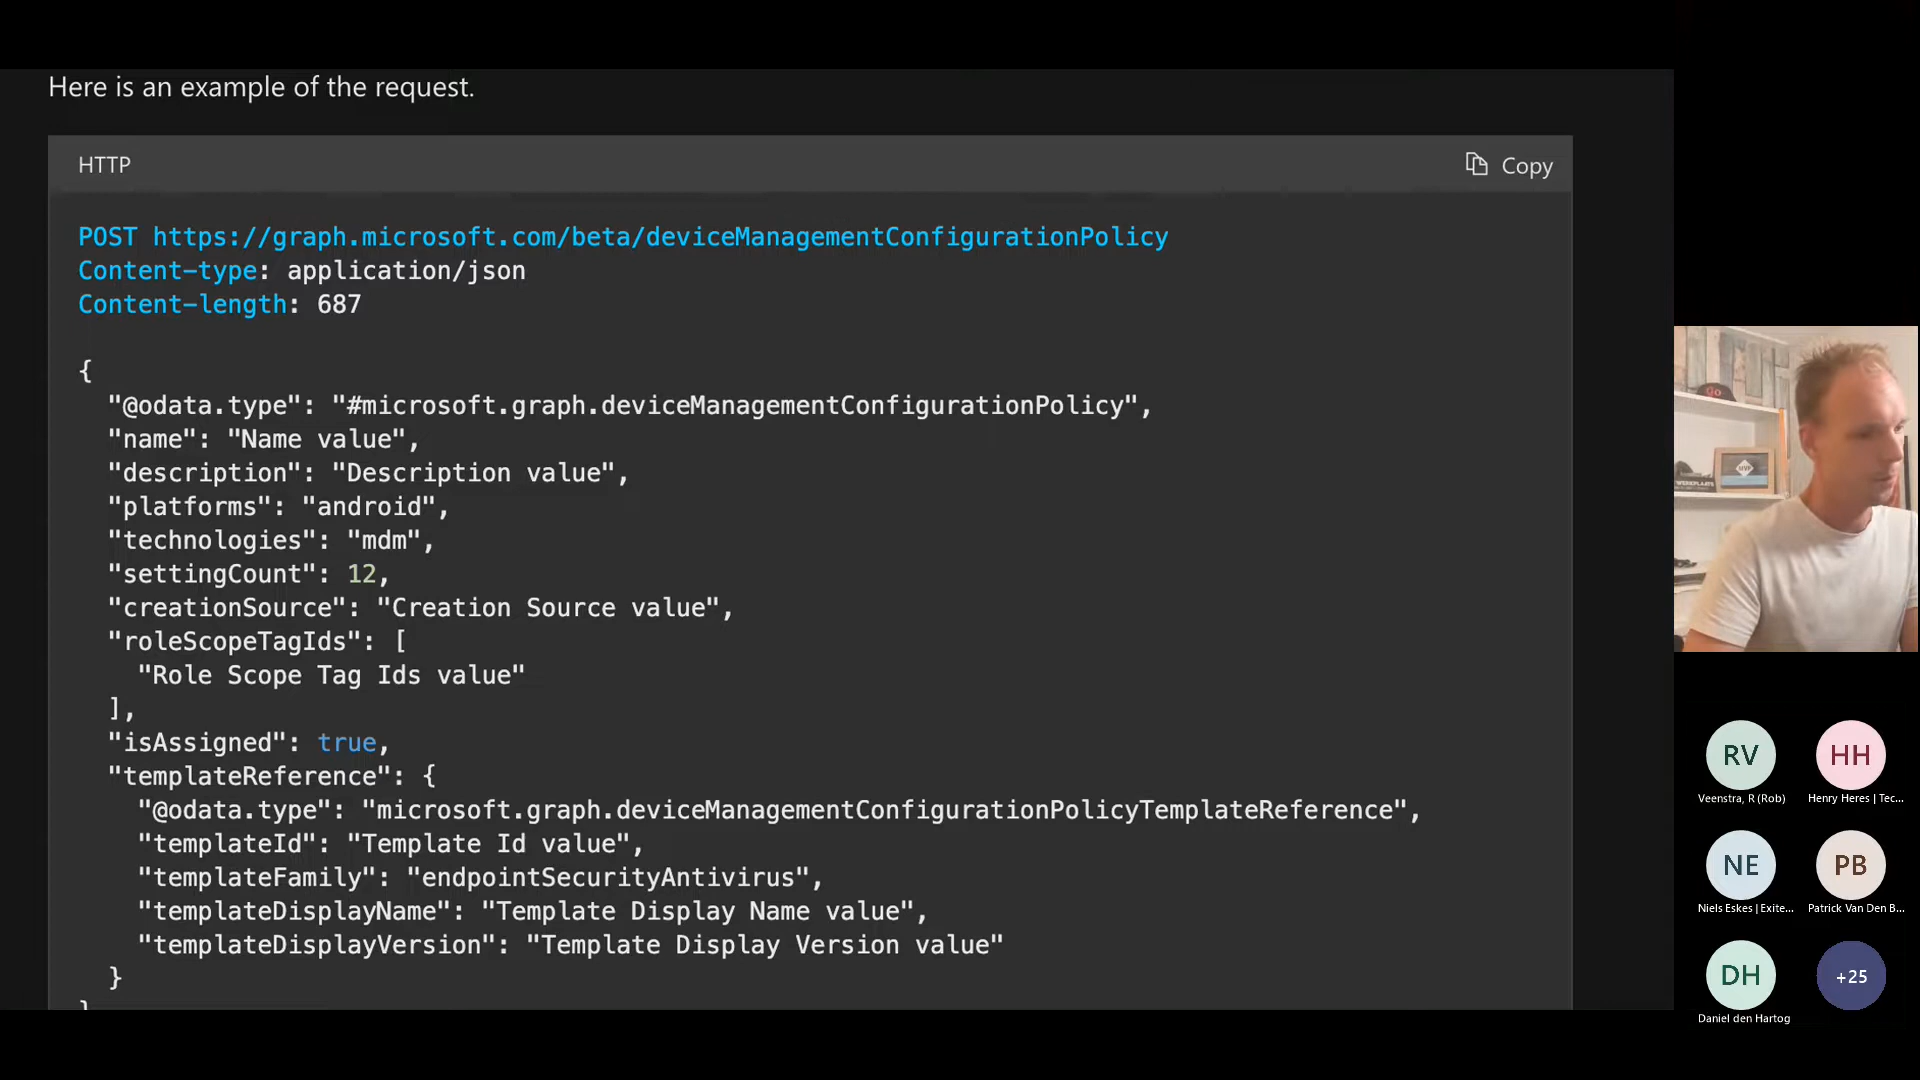 Here is an example of the request.
HTTP
Copy
POST https://graph.microsoft.com/beta/deviceManagementConfigurationPolicy
Content-type: application/json
Content-length: 687
{
"@odata.type": "#microsoft.graph.deviceManagementConfigurationPolicy",
"name": "Name value",
"description": "Description value",
"platforms": "android",
"technologies": "mdm",
"settingCount": 12,
"creationSource": "Creation Source value",
"roleScopeTagIds": [
"Role Scope Tag Ids value"
],
"isAssigned": true,
"templateReference": {
"@odata.type": "microsoft.graph.deviceManagementConfigurationPolicyTemplateReference",
"templateId": "Template Id value",
"templateFamily": "endpointSecurityAntivirus",
"templateDisplayName": "Template Display Name value",
"templateDisplayVersion": "Template Display Version value"
}
}
Go
MVP
RV
Veenstra, R (Rob)
HH
Henry Heres | Tec...
NE
Niels Eskes | Exite...
PB
Patrick Van Den B...
DH
Daniel den Hartog
+25